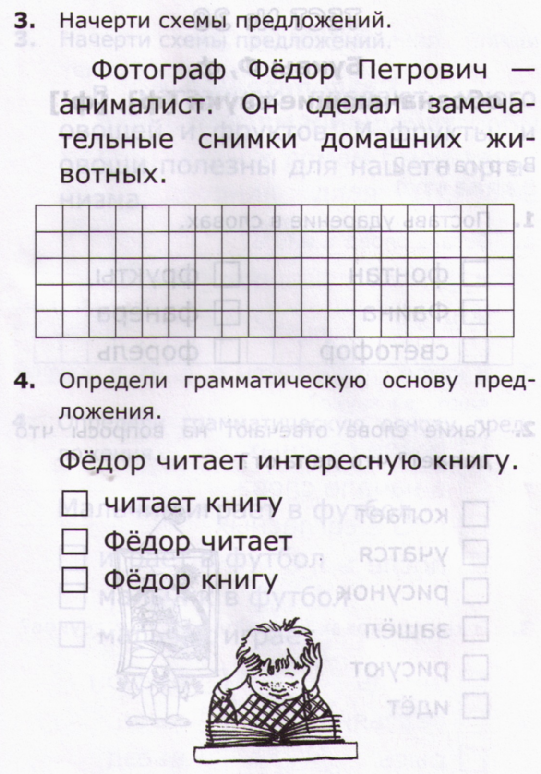 3. Начерти схемы предложений.
Фотограф Фёдор Петрович —
анималист. Он сделал замеча-
тельные снимки домашних жи-
вотных.
4. Определи грамматическую основу пред-
ложения.
Фёдор читает интересную книгу.
читает книгу
Фёдор читает
Фёдор книгу